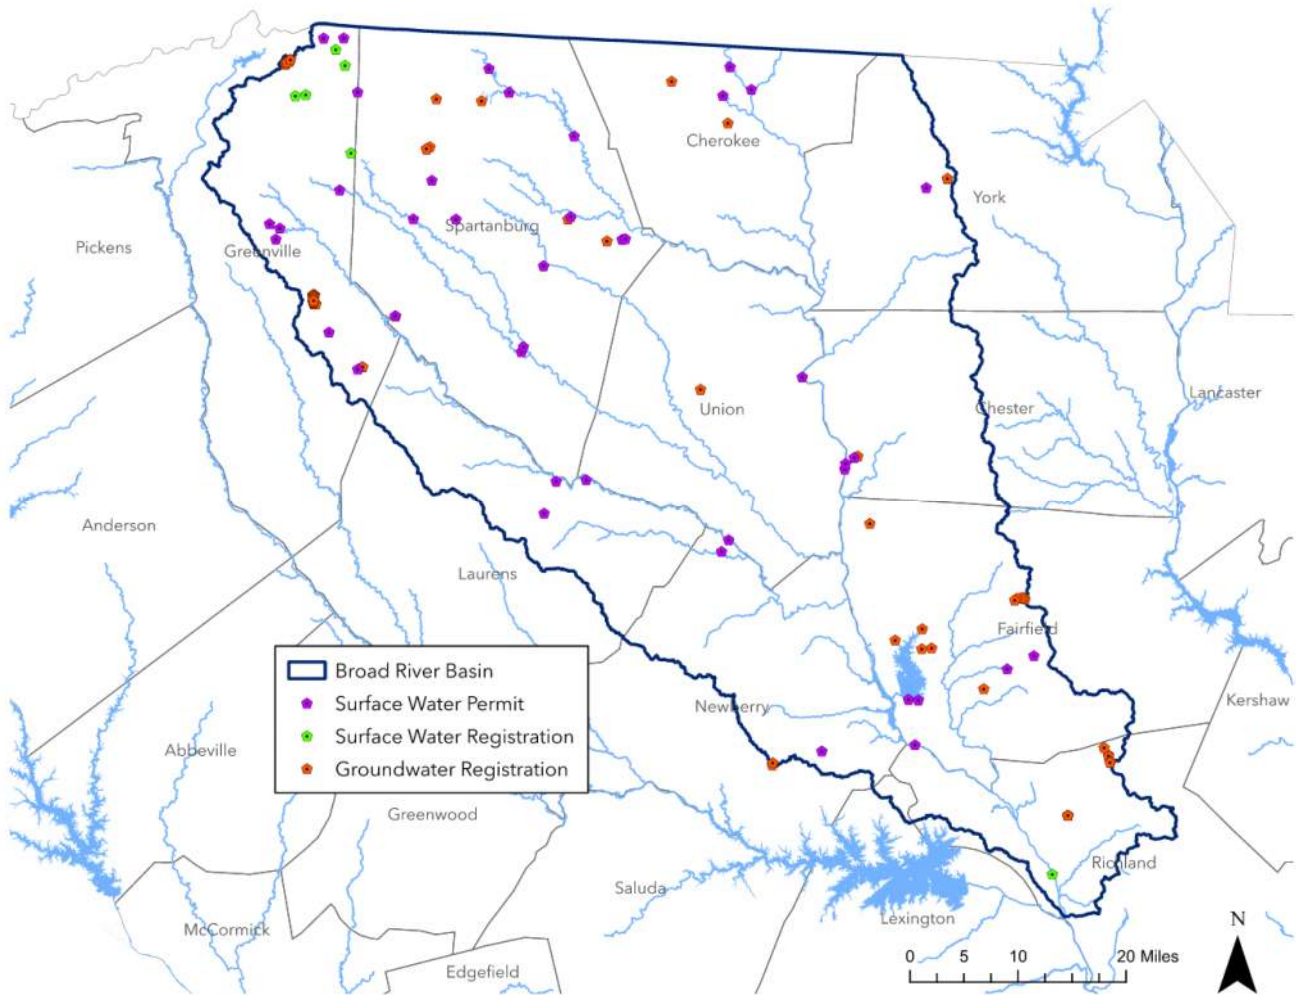 Cherokee
York
Spartanburg
Pickens
Greenville
Lancaster
Union
Chester
Anderson
Laurens
Fairfield
Broad River Basin
Surface Water Permit
Surface Water Registration
Groundwater Registration
Newberry
Kershaw
Abbeville
Greenwood
Richland
Saluda
Lexington
McCormick
N
Edgefield
0 5 10 20 Miles